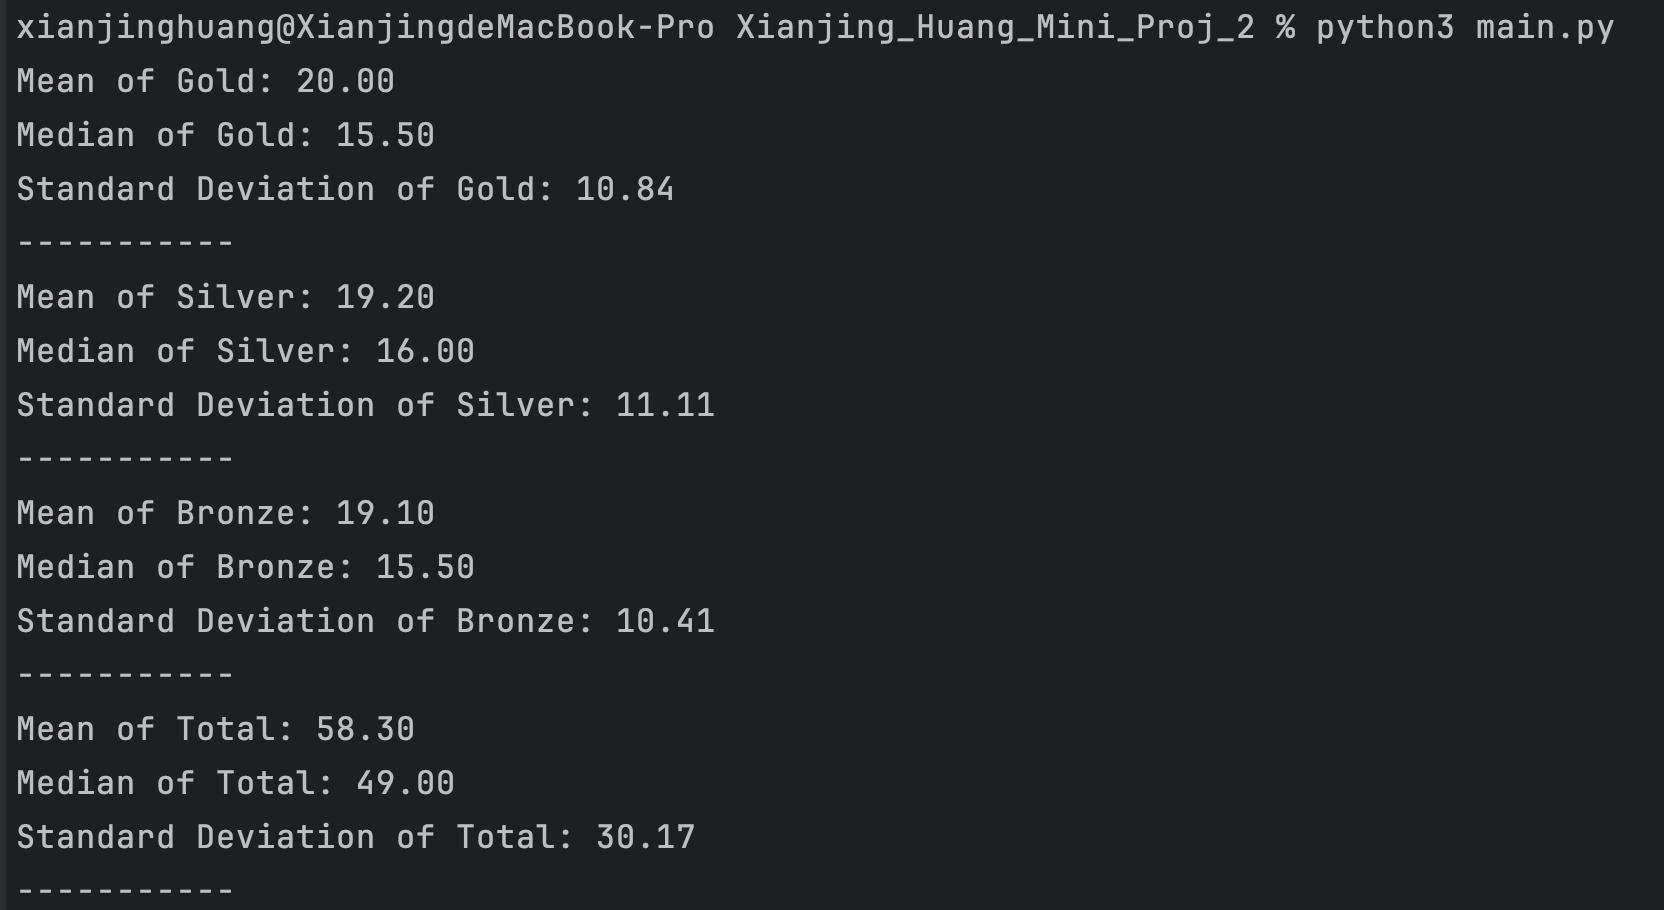 xianjinghuang@XianjingdeMacBook-Pro Xianjing_Huang_Mini_Proj_2 % python3 main.py
Mean of Gold: 20.00
Median of Gold: 15.50
Standard Deviation of Gold: 10.84
-----------
Mean of Silver: 19.20
Median of Silver: 16.00
Standard Deviation of Silver: 11.11
-----------
Mean of Bronze: 19.10
Median of Bronze: 15.50
Standard Deviation of Bronze: 10.41
-----------
Mean of Total: 58.30
Median of Total: 49.00
Standard Deviation of Total: 30.17
-----------